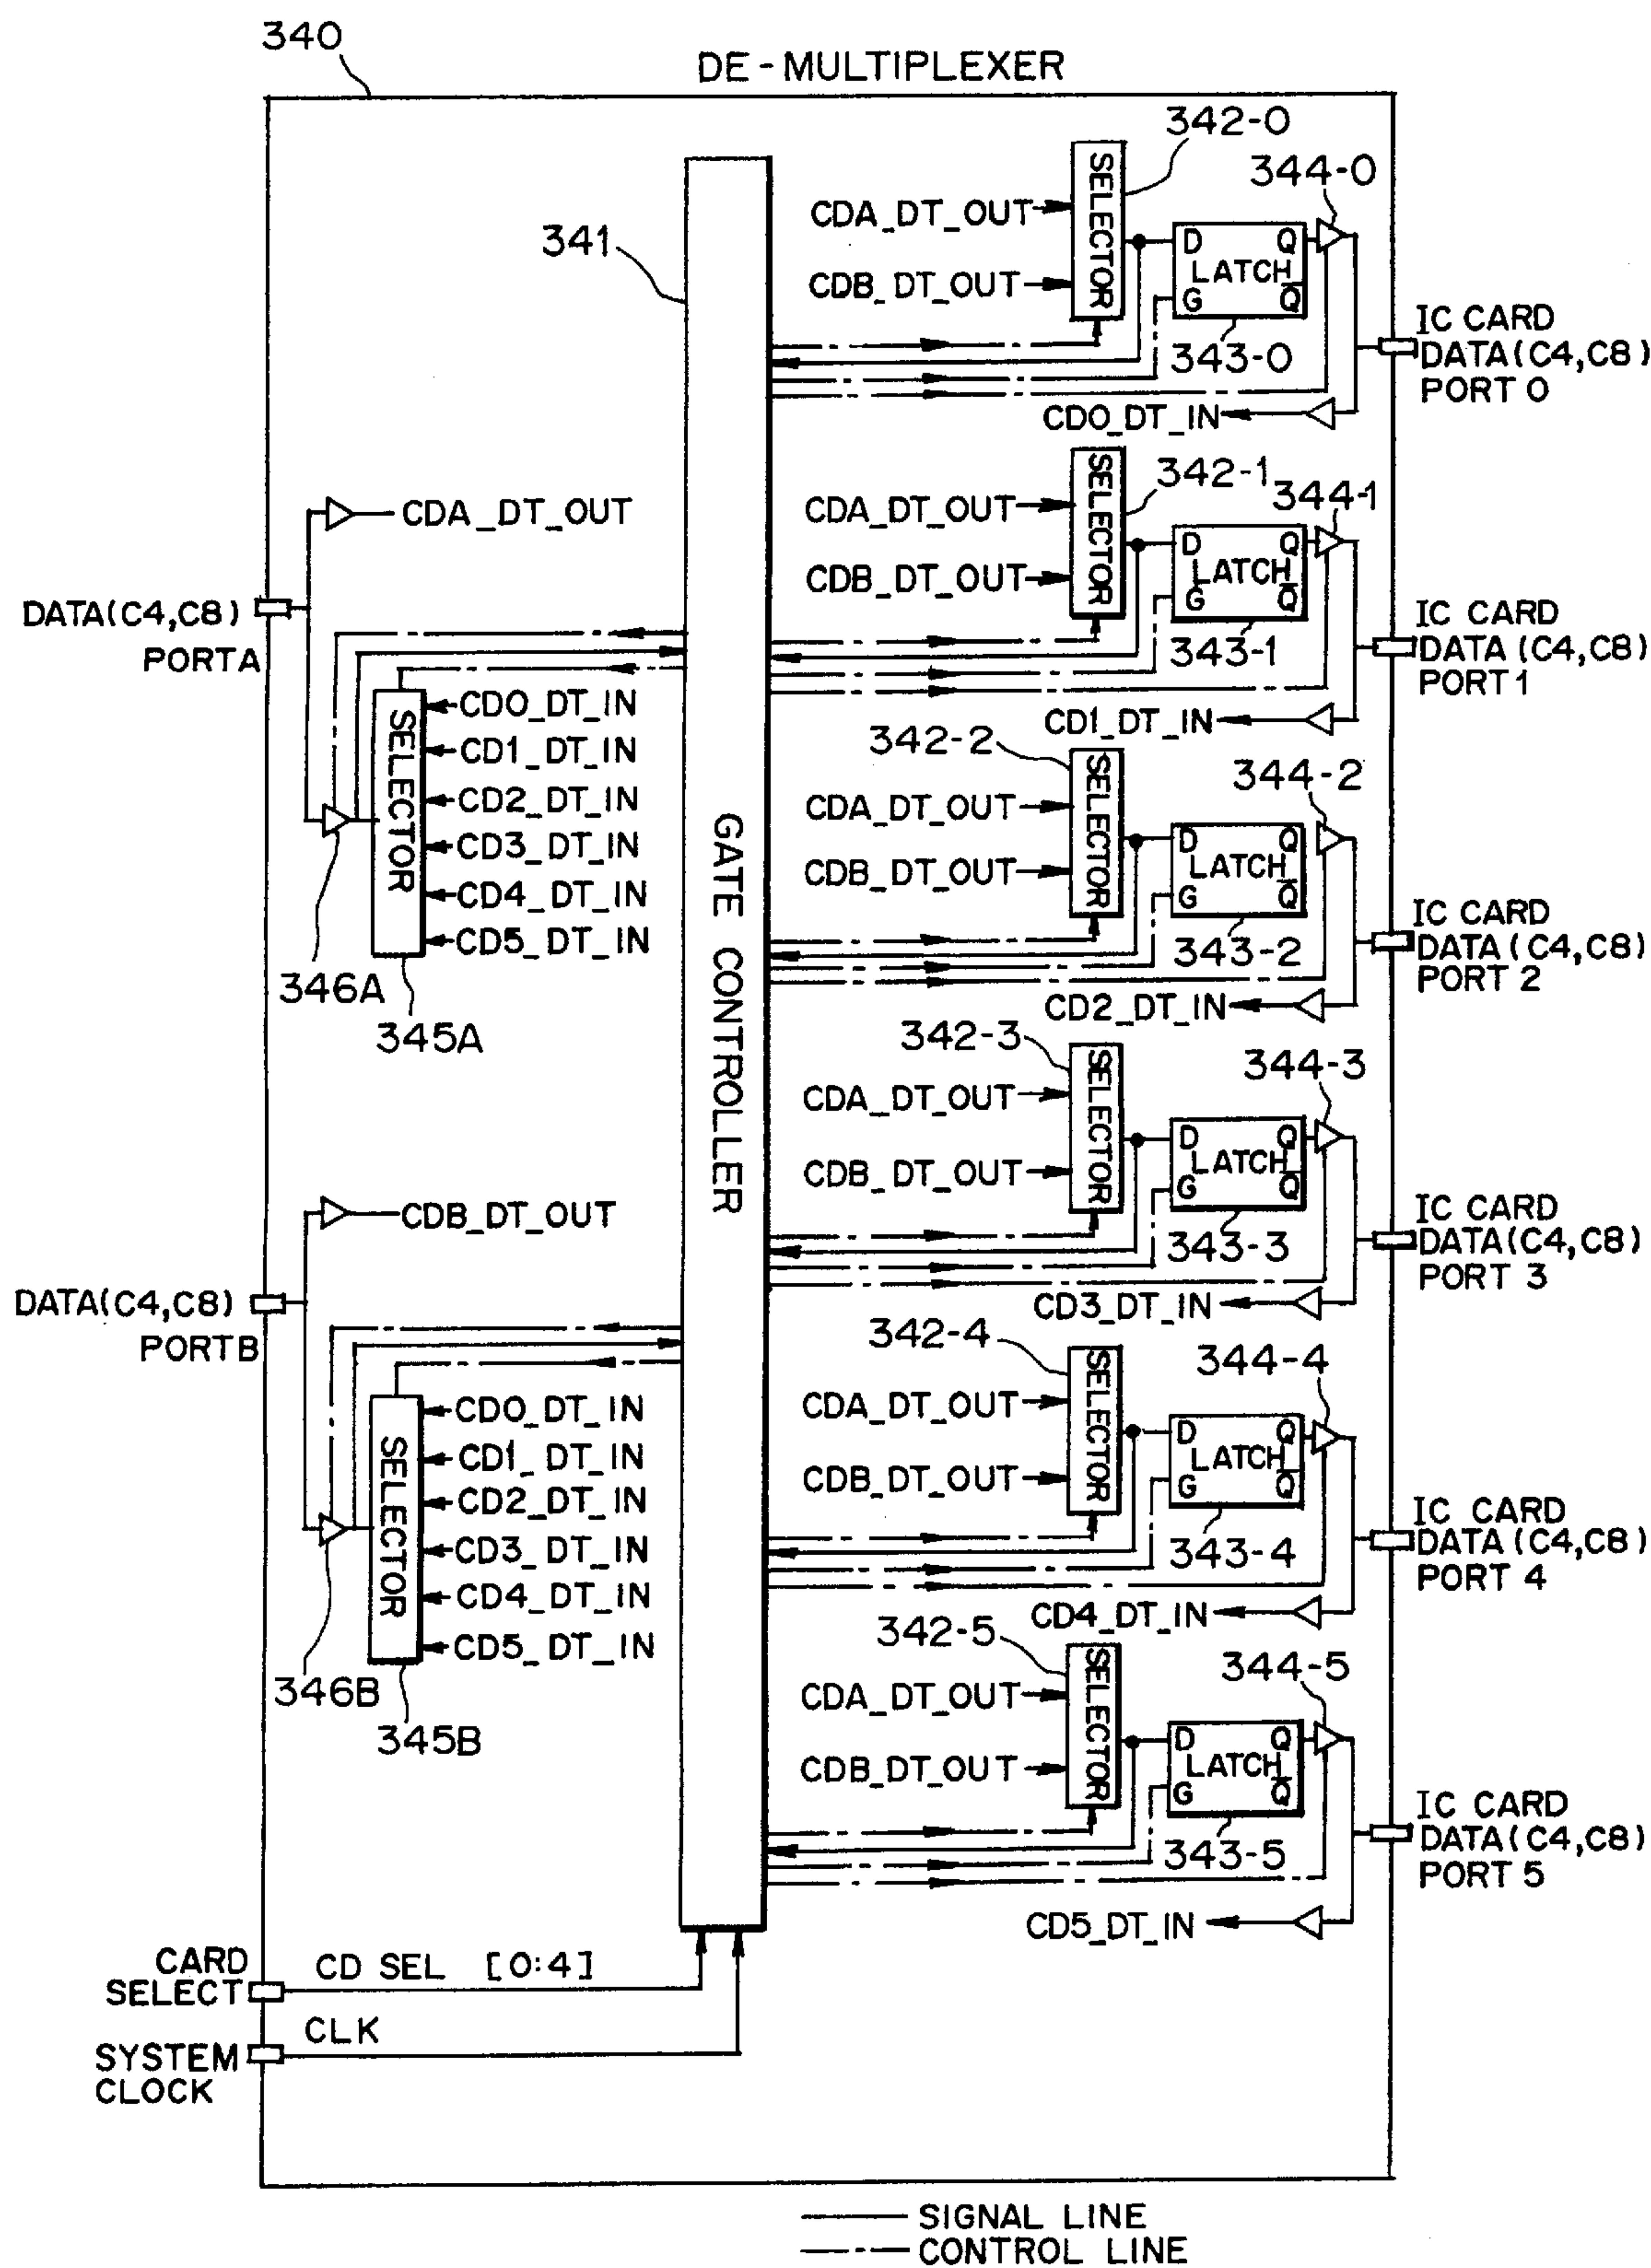 340
DE-MULTIPLEXER
342-0
344-0
SELECTOR
CDA_DT_OUT
CDB_DT_OUT
341
D Q
LATCH
G Q̅
343-0
IC CARD
DATA(C4,C8)
PORT 0
CD0_DT_IN
342-1
344-1
SELECTOR
CDA_DT_OUT
CDB_DT_OUT
D Q
LATCH
G Q̅
343-1
IC CARD
DATA (C4,C8)
PORT 1
CD1_DT_IN
CDA_DT_OUT
DATA(C4,C8)
PORT A
SELECTOR
CD0_DT_IN
CD1_DT_IN
CD2_DT_IN
CD3_DT_IN
CD4_DT_IN
CD5_DT_IN
346A
345A
GATE CONTROLLER
342-2
344-2
SELECTOR
CDA_DT_OUT
CDB_DT_OUT
D Q
LATCH
G Q̅
343-2
IC CARD
DATA(C4,C8)
PORT 2
CD2_DT_IN
342-3
344-3
SELECTOR
CDA_DT_OUT
CDB_DT_OUT
D Q
LATCH
G Q̅
343-3
IC CARD
DATA(C4,C8)
PORT 3
CD3_DT_IN
CDB_DT_OUT
DATA(C4,C8)
PORT B
SELECTOR
CD0_DT_IN
CD1_DT_IN
CD2_DT_IN
CD3_DT_IN
CD4_DT_IN
CD5_DT_IN
346B
345B
342-4
344-4
SELECTOR
CDA_DT_OUT
CDB_DT_OUT
D Q
LATCH
G Q̅
343-4
IC CARD
DATA (C4,C8)
PORT 4
CD4_DT_IN
342-5
344-5
SELECTOR
CDA_DT_OUT
CDB_DT_OUT
D Q
LATCH
G Q̅
343-5
IC CARD
DATA(C4,C8)
PORT 5
CD5_DT_IN
CARD
SELECT
CD SEL [0:4]
CLK
SYSTEM
CLOCK
SIGNAL LINE
CONTROL LINE